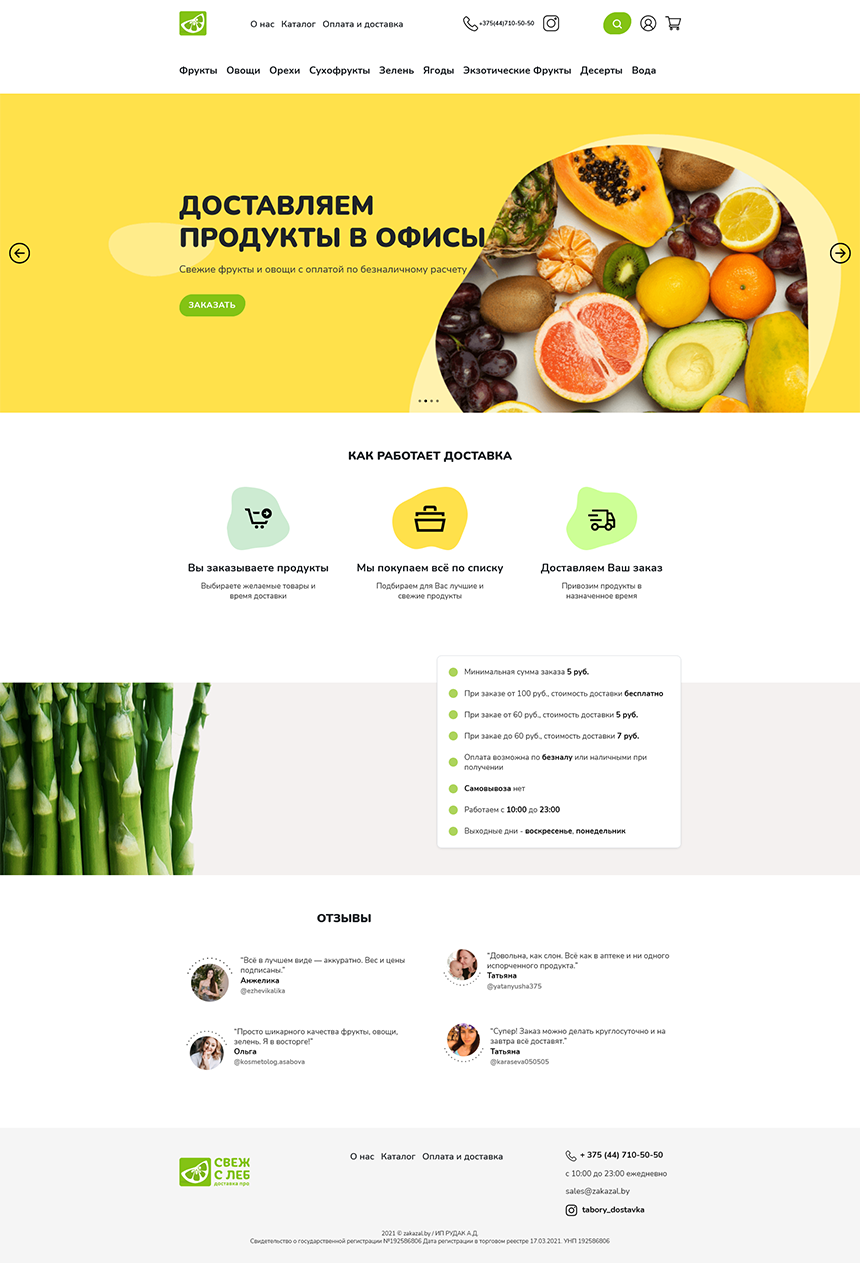 О нас Каталог Оплата и доставка
+375(44)710-50-50
Фрукты Овощи Орехи Сухофрукты Зелень Ягоды Экзотические Фрукты Десерты Вода
ДОСТАВЛЯЕМ
ПРОДУКТЫ В ОФИСЫ
Свежие фрукты и овощи с оплатой по безналичному расчету
ЗАКАЗАТЬ
КАК РАБОТАЕТ ДОСТАВКА
Вы заказываете продукты
Выбираете желаемые товары и
время доставки
Мы покупаем всё по списку
Подбираем для Вас лучшие и
свежие продукты
Доставляем Ваш заказ
Привозим продукты в
назначенное время
Минимальная сумма заказа 5 руб.
При заказе от 100 руб., стоимость доставки бесплатно
При закае от 60 руб., стоимость доставки 5 руб.
При закае до 60 руб., стоимость доставки 7 руб.
Оплата возможна по безналу или наличными при
получении
Самовывоза нет
Работаем с 10:00 до 23:00
Выходные дни - воскресенье, понедельник
ОТЗЫВЫ
"Всё в лучшем виде — аккуратно. Вес и цены
подписаны."
Анжелика
@ezhevikalika
"Довольна, как слон. Всё как в аптеке и ни одного
испорченного продукта."
Татьяна
@yatanyusha375
"Просто шикарного качества фрукты, овощи,
зелень. Я в восторге!"
Ольга
@kosmetolog.asabova
"Супер! Заказ можно делать круглосуточно и на
завтра всё доставят."
Татьяна
@karaseva050505
СВЕЖ
С ЛЕБ
доставка про
О нас Каталог Оплата и доставка
+ 375 (44) 710-50-50
с 10:00 до 23:00 ежедневно
sales@zakazal.by
tabory_dostavka
2021 © zakazal.by / ИП РУДАК А.Д.
Свидетельство о государственной регистрации №192586806 Дата регистрации в торговом реестре 17.03.2021. УНП 192586806